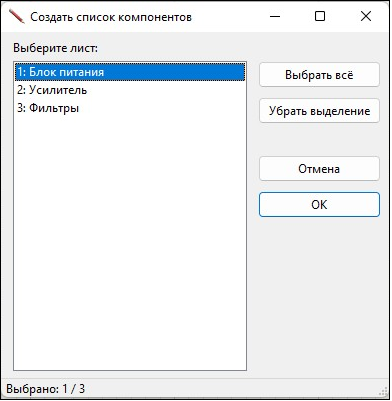 Создать список компонентов
Выберите лист:
1: Блок питания
2: Усилитель
3: Фильтры
Выбрать всё
Убрать выделение
Отмена
ОК
Выбрано: 1 / 3